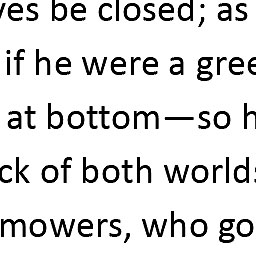 ves be closed; as
if he were a gree
at bottom—so h
ck of both worlds
mowers, who go